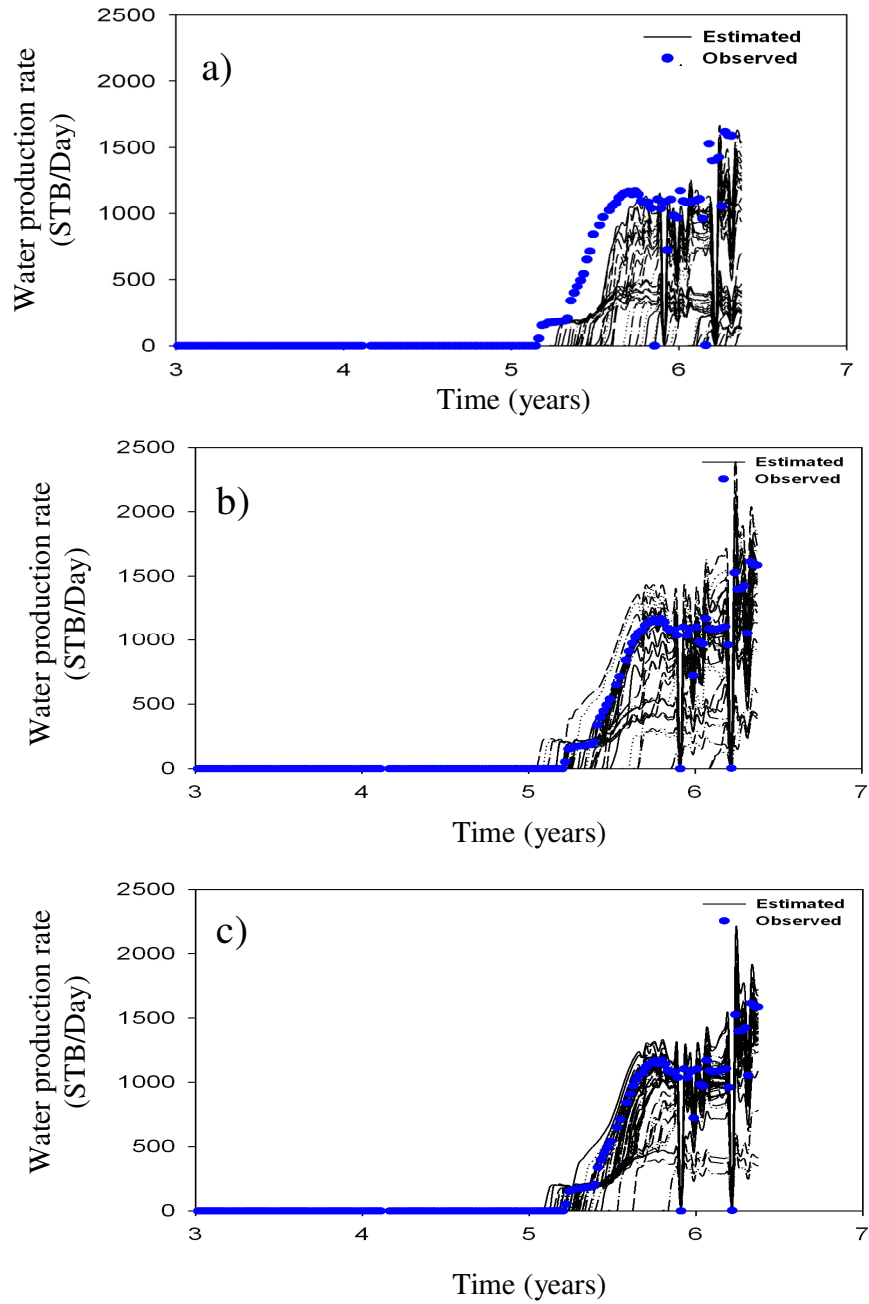 2500
2000
1500
1000
500
0
Water production rate
(STB/Day)
a)
Estimated
Observed
3 4 5 6 7
Time (years)
2500
2000
1500
1000
500
0
Water production rate
(STB/Day)
b)
Estimated
Observed
3 4 5 6 7
Time (years)
2500
2000
1500
1000
500
0
Water production rate
(STB/Day)
c)
Estimated
Observed
3 4 5 6 7
Time (years)